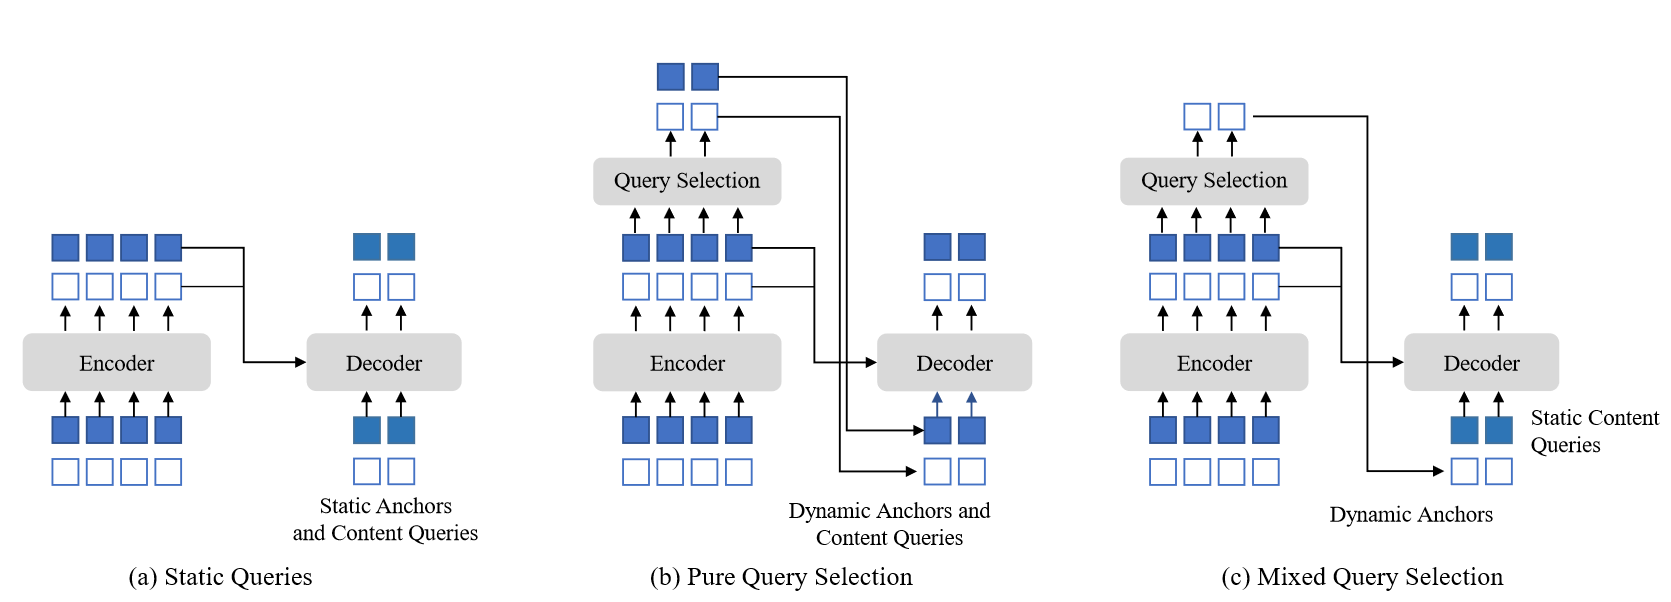 Encoder
Decoder
Static Anchors
and Content Queries
(a) Static Queries
Query Selection
Encoder
Decoder
Dynamic Anchors and
Content Queries
(b) Pure Query Selection
Query Selection
Encoder
Decoder
Static Content
Queries
Dynamic Anchors
(c) Mixed Query Selection